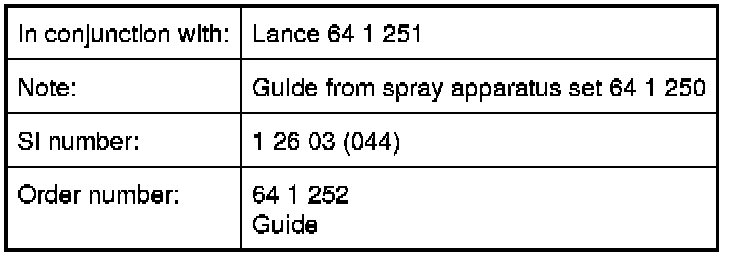 In conjunction with: Lance 64 1 251
Note: Guide from spray apparatus set 64 1 250
SI number: 1 26 03 (044)
Order number: 64 1 252
Guide